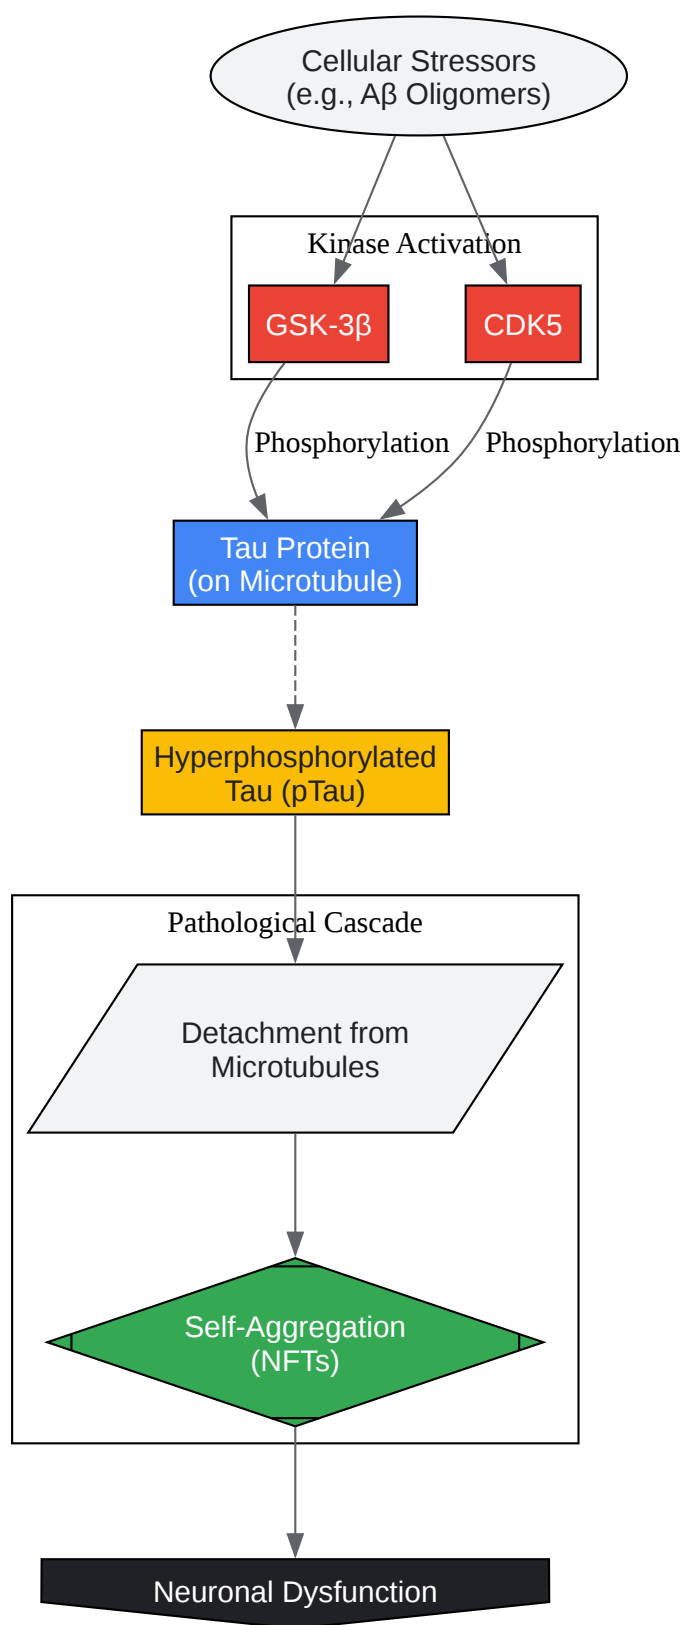 Cellular Stressors
(e.g., Aβ Oligomers)
Kinase Activation
GSK-3β
CDK5
Phosphorylation
Phosphorylation
Tau Protein
(on Microtubule)
Hyperphosphorylated
Tau (pTau)
Pathological Cascade
Detachment from
Microtubules
Self-Aggregation
(NFTs)
Neuronal Dysfunction